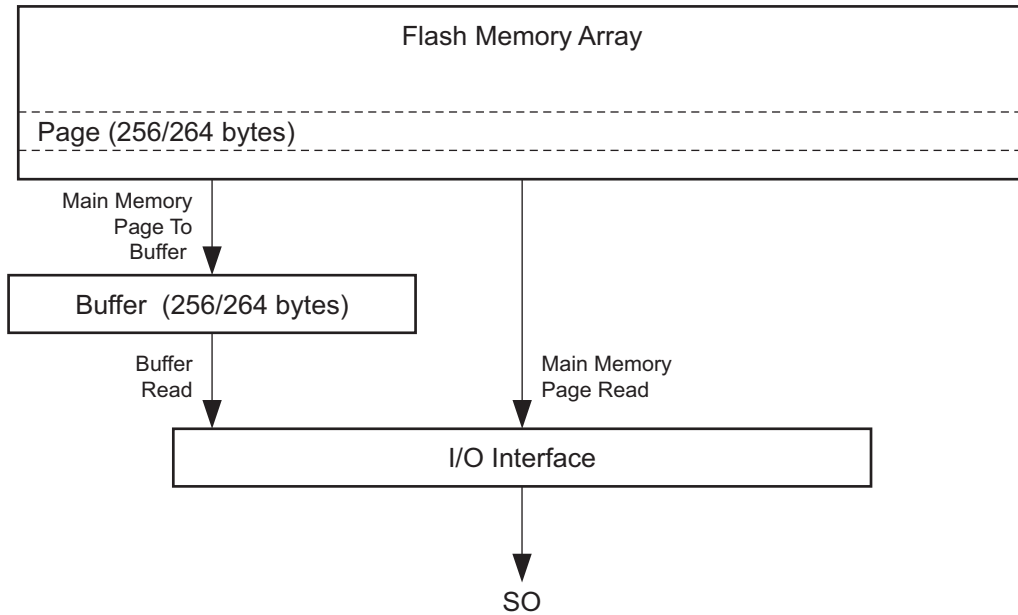 Flash Memory Array
Page (256/264 bytes)
Main Memory
Page To
Buffer
Buffer (256/264 bytes)
Buffer
Read
Main Memory
Page Read
I/O Interface
SO